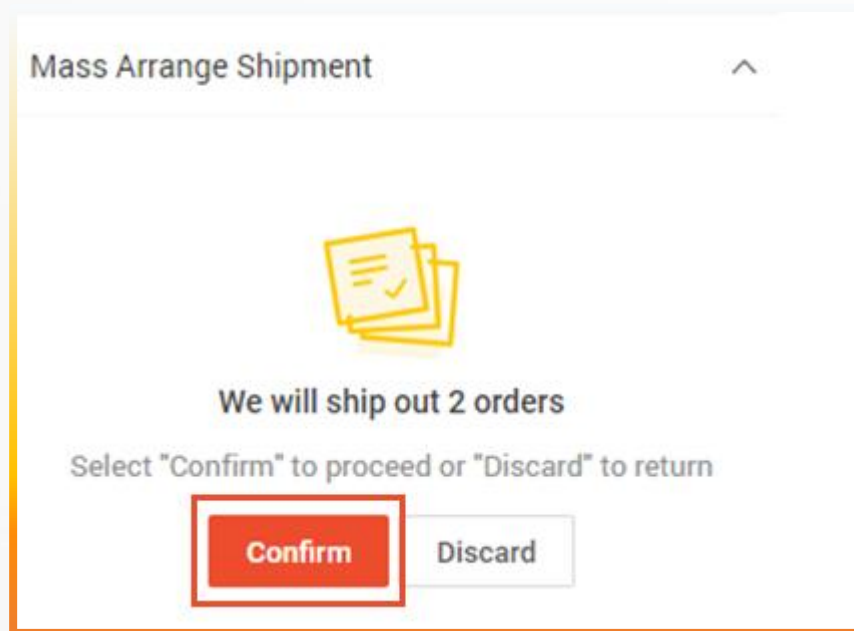 Mass Arrange Shipment
We will ship out 2 orders
Select "Confirm" to proceed or "Discard" to return
Confirm
Discard